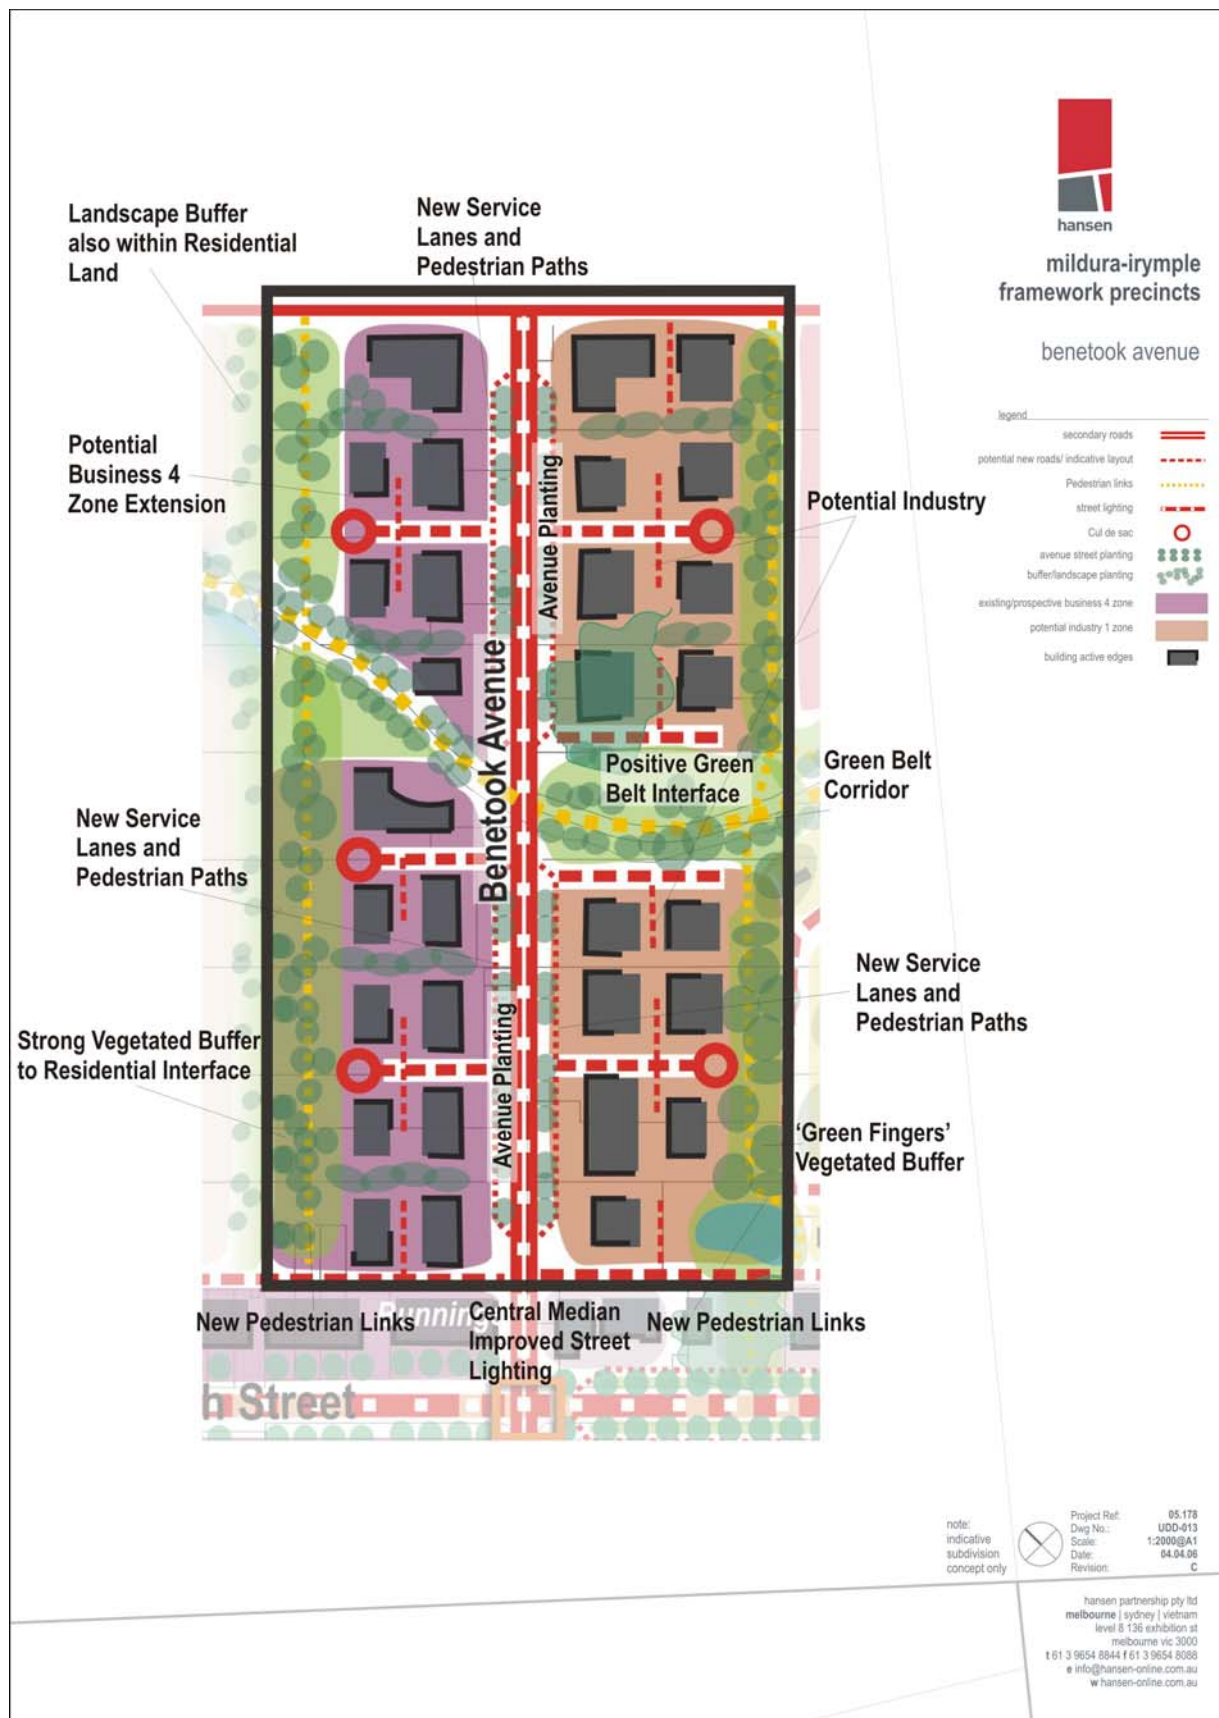 hansen
mildura-irymple
framework precincts
benetook avenue
legend
secondary roads
potential new roads/ indicative layout
Pedestrian links
street lighting
Cul de sac
avenue street planting
buffer/landscape planting
existing/prospective business 4 zone
potential industry 1 zone
building active edges
Landscape Buffer
also within Residential
Land
New Service
Lanes and
Pedestrian Paths
Potential
Business 4
Zone Extension
Avenue Planting
Potential Industry
Benetook Avenue
Positive Green
Belt Interface
Green Belt
Corridor
New Service
Lanes and
Pedestrian Paths
New Service
Lanes and
Pedestrian Paths
Avenue Planting
Strong Vegetated Buffer
to Residential Interface
‘Green Fingers’
Vegetated Buffer
New Pedestrian Links
Central Median
Improved Street
Lighting
New Pedestrian Links
h Street
note:
indicative
subdivision
concept only
Project Ref: 05.178
Dwg No.: UDD-013
Scale: 1:2000@A1
Date: 04.04.06
Revision: C
hansen partnership pty ltd
melbourne | sydney | vietnam
level 8 136 exhibition st
melbourne vic 3000
t 61 3 9654 8844 f 61 3 9654 8088
e info@hansen-online.com.au
w hansen-online.com.au